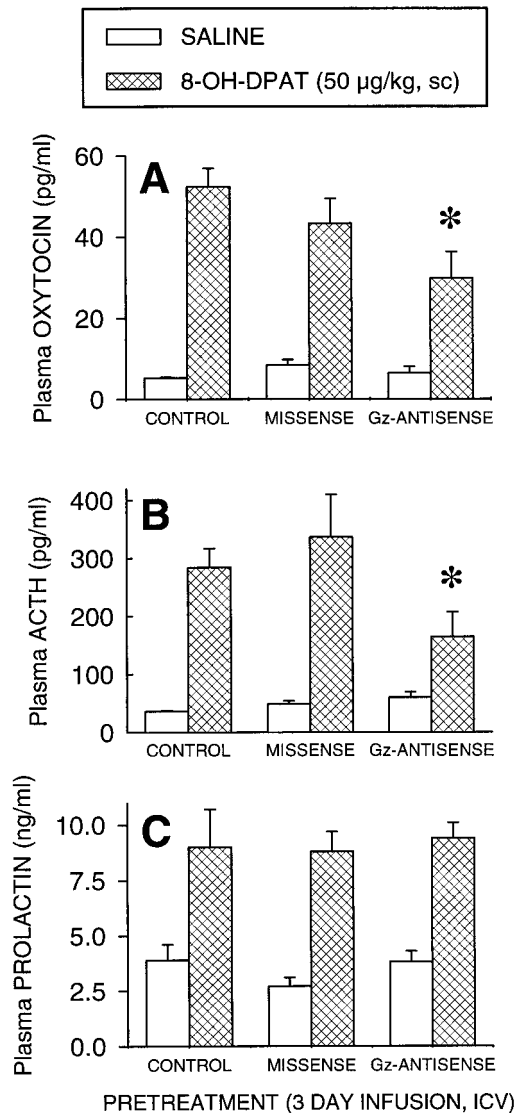 SALINE
8-OH-DPAT (50 µg/kg, sc)
A
Plasma OXYTOCIN (pg/ml)
60
40
20
0
*
CONTROL MISSENSE Gz-ANTISENSE
B
Plasma ACTH (pg/ml)
400
300
200
100
0
*
CONTROL MISSENSE Gz-ANTISENSE
C
Plasma PROLACTIN (ng/ml)
10.0
7.5
5.0
2.5
0.0
CONTROL MISSENSE Gz-ANTISENSE
PRETREATMENT (3 DAY INFUSION, ICV)